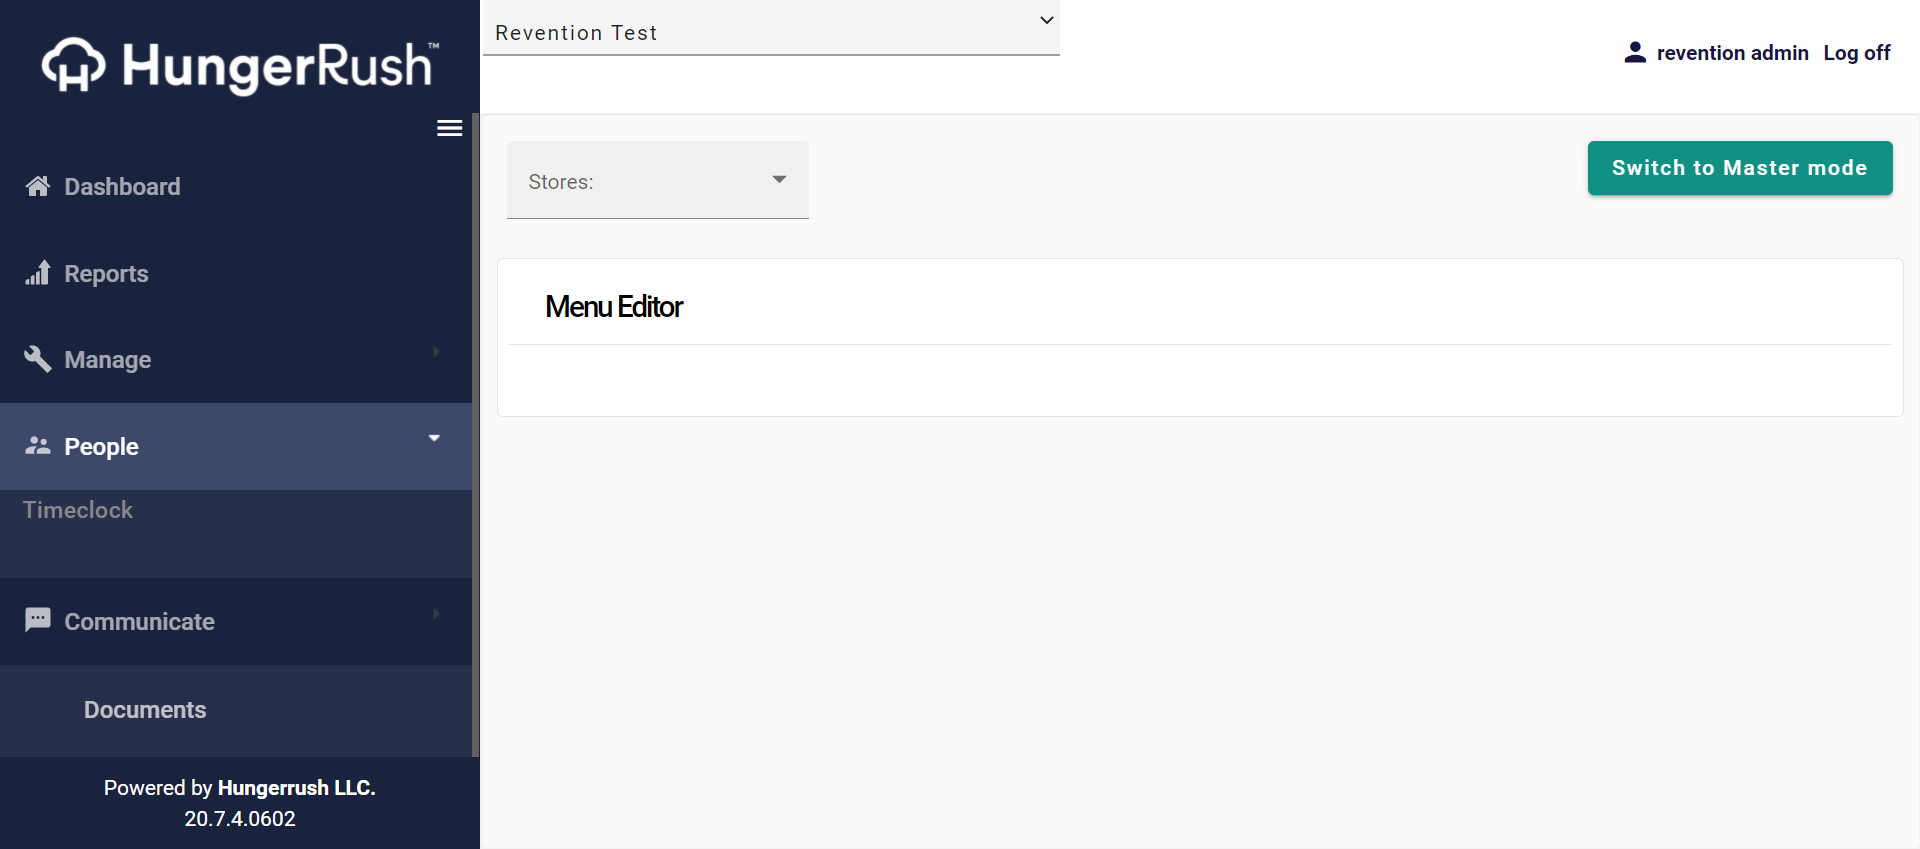 HungerRush™
Revention Test
revention admin Log off
Stores:
Switch to Master mode
Dashboard
Reports
Manage
People
Timeclock
Communicate
Documents
Menu Editor
Powered by Hungerrush LLC.
20.7.4.0602